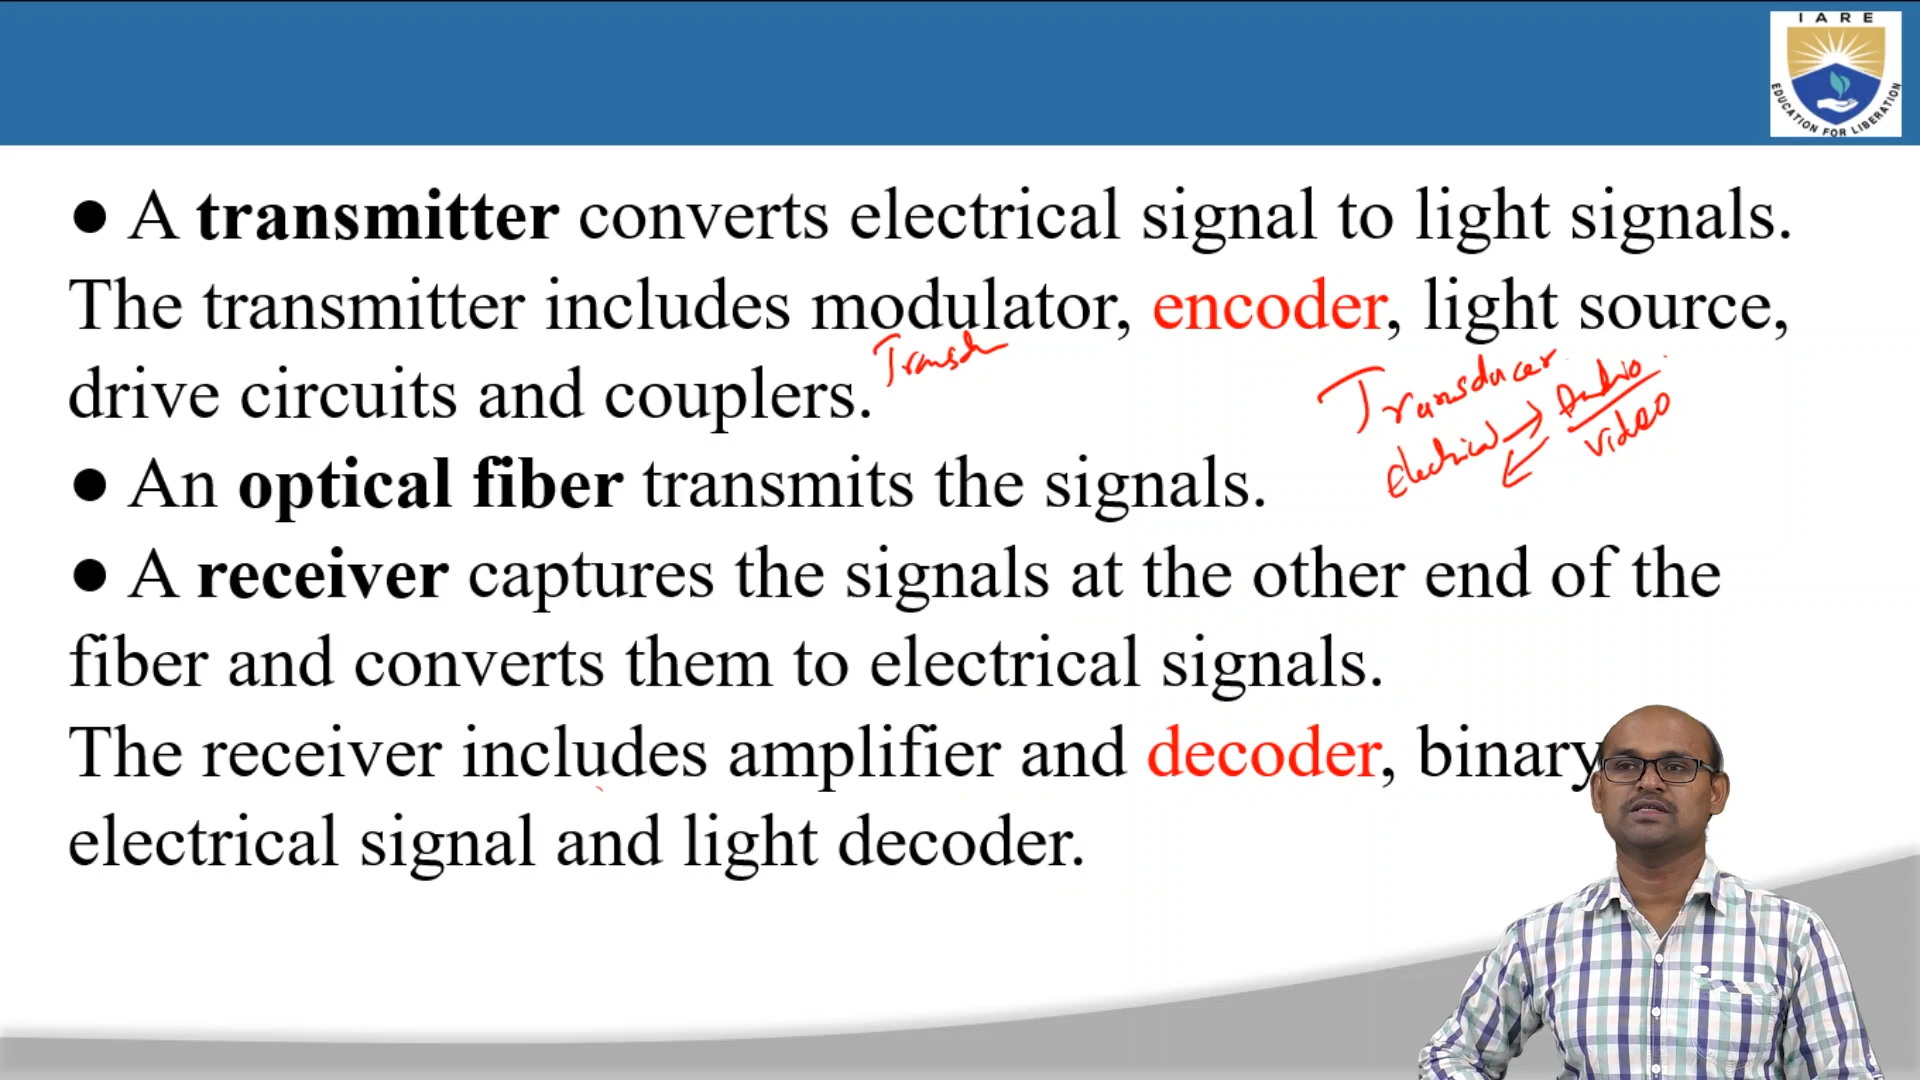 IARE
EDUCATION FOR LIBERATION
● A transmitter converts electrical signal to light signals.
The transmitter includes modulator, encoder, light source,
drive circuits and couplers.
Transducer
Electrical
Audio
Video
● An optical fiber transmits the signals.
● A receiver captures the signals at the other end of the
fiber and converts them to electrical signals.
The receiver includes amplifier and decoder, binary
electrical signal and light decoder.